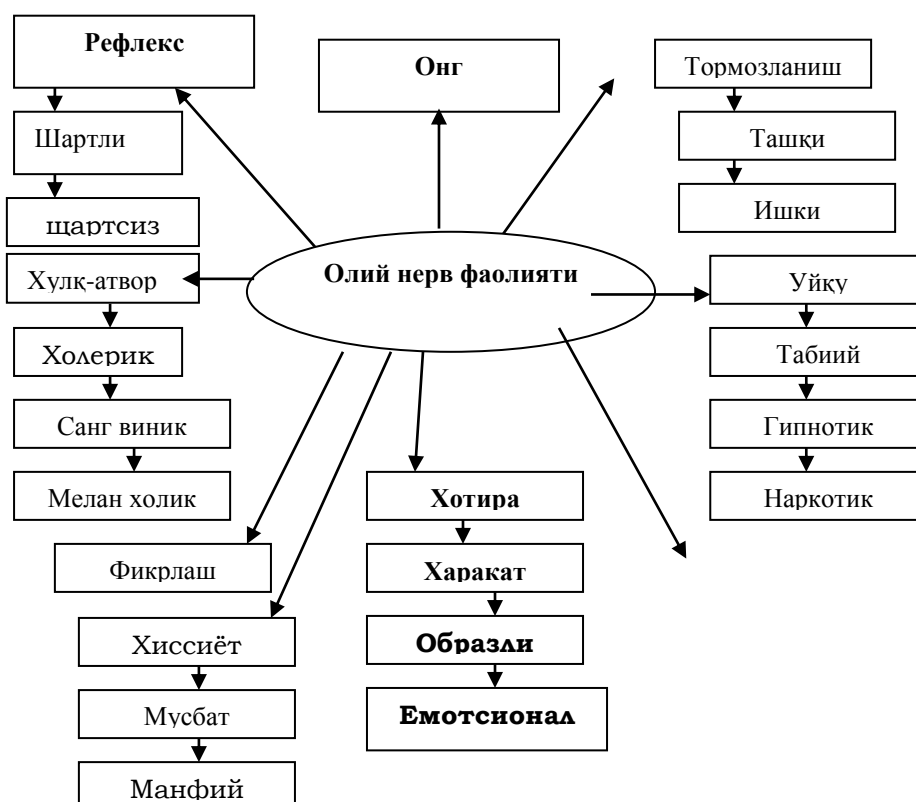 Рефлекс
Шартли
щартсиз
Онг
Тормозланиш
Ташқи
Ишки
Олий нерв фаолияти
Хулқ-атвор
Холерик
Санг виник
Мелан холик
Уйқу
Табиий
Гипнотик
Наркотик
Фикрлаш
Хиссиёт
Мусбат
Манфий
Хотира
Харакат
Образли
Емотсионал